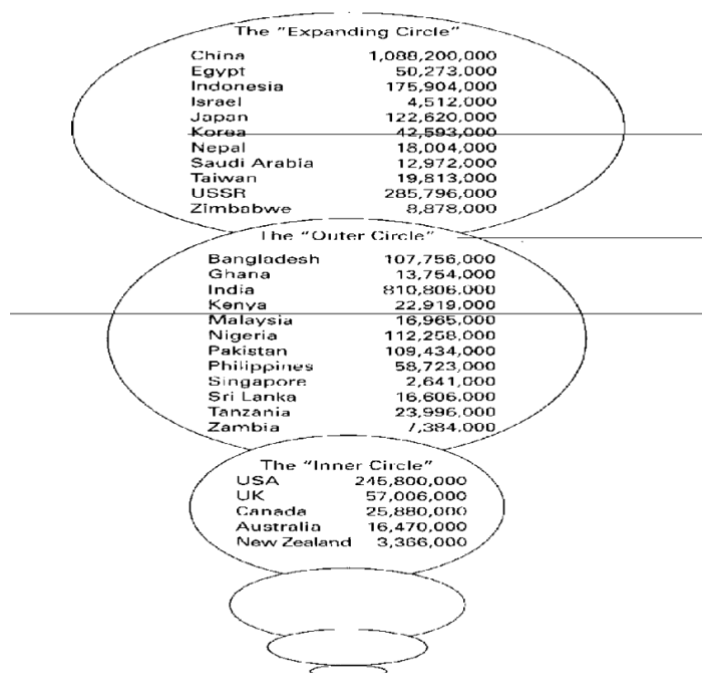 The "Expanding Circle"
China 1,088,200,000
Egypt 50,273,000
Indonesia 175,904,000
Israel 4,512,000
Japan 122,620,000
Korea 42,593,000
Nepal 18,004,000
Saudi Arabia 12,972,000
Taiwan 19,813,000
USSR 285,796,000
Zimbabwe 8,878,000
The "Outer Circle"
Bangladesh 107,756,000
Ghana 13,754,000
India 810,806,000
Kenya 22,919,000
Malaysia 16,965,000
Nigeria 112,258,000
Pakistan 109,434,000
Philippines 58,723,000
Singapore 2,641,000
Sri Lanka 16,606,000
Tanzania 23,996,000
Zambia 7,384,000
The "Inner Circle"
USA 245,800,000
UK 57,006,000
Canada 25,880,000
Australia 16,470,000
New Zealand 3,366,000